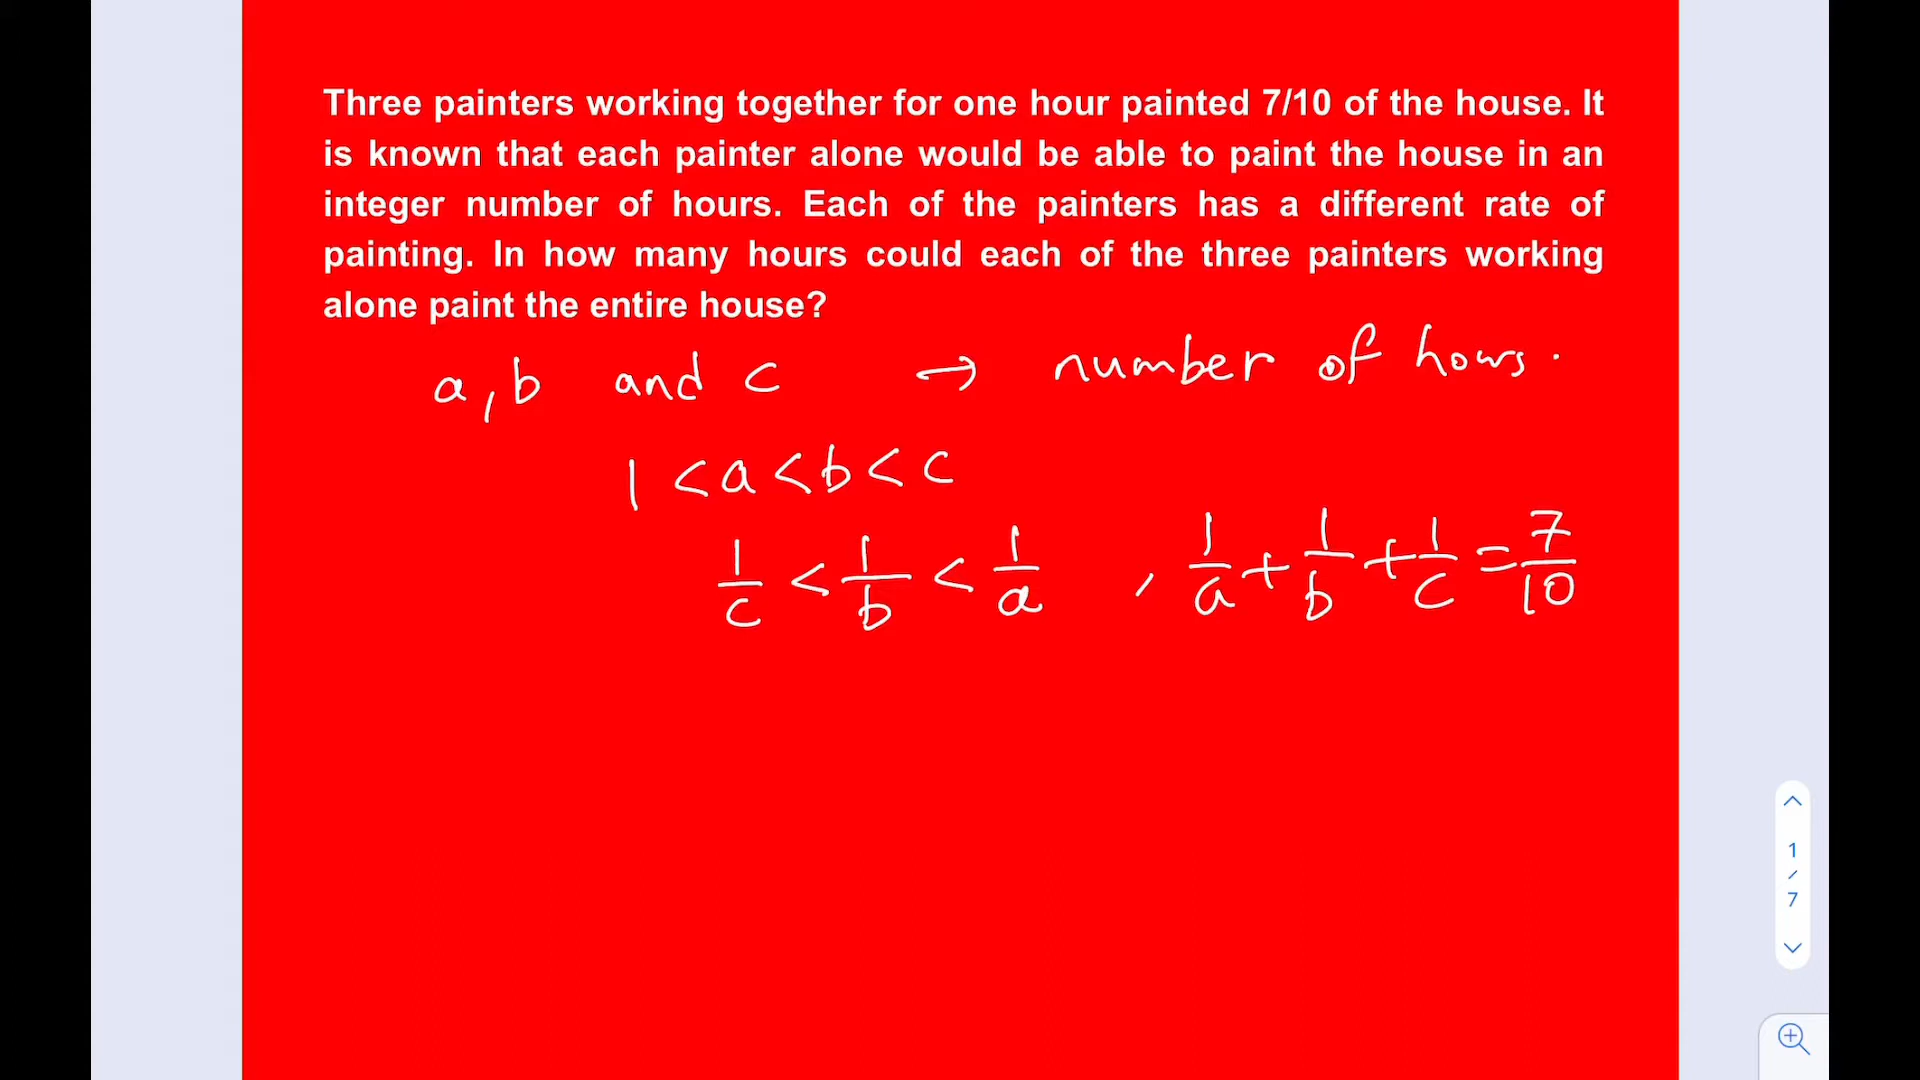 Three painters working together for one hour painted 7/10 of the house. It
is known that each painter alone would be able to paint the house in an
integer number of hours. Each of the painters has a different rate of
painting. In how many hours could each of the three painters working
alone paint the entire house?
a, b and c → number of hours.
1 < a < b < c
1/c < 1/b < 1/a , 1/a + 1/b + 1/c = 7/10
1
/
7